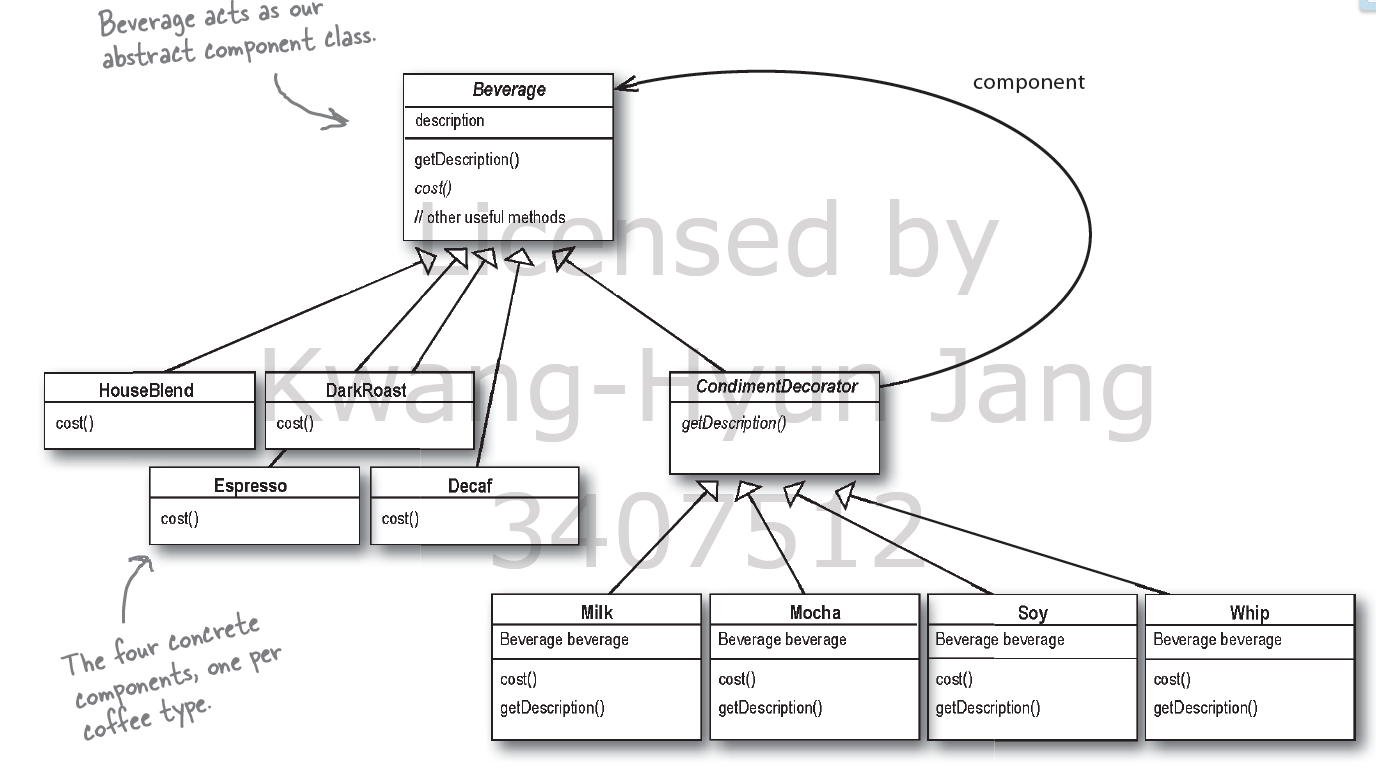 Beverage acts as our
abstract component class.
component
Beverage
description
getDescription()
cost()
// other useful methods
Licensed by
Kwang-Hyun Jang
3407512
HouseBlend
cost()
DarkRoast
cost()
CondimentDecorator
getDescription()
Espresso
cost()
Decaf
cost()
The four concrete
components, one per
coffee type.
Milk
Beverage beverage
cost()
getDescription()
Mocha
Beverage beverage
cost()
getDescription()
Soy
Beverage beverage
cost()
getDescription()
Whip
Beverage beverage
cost()
getDescription()